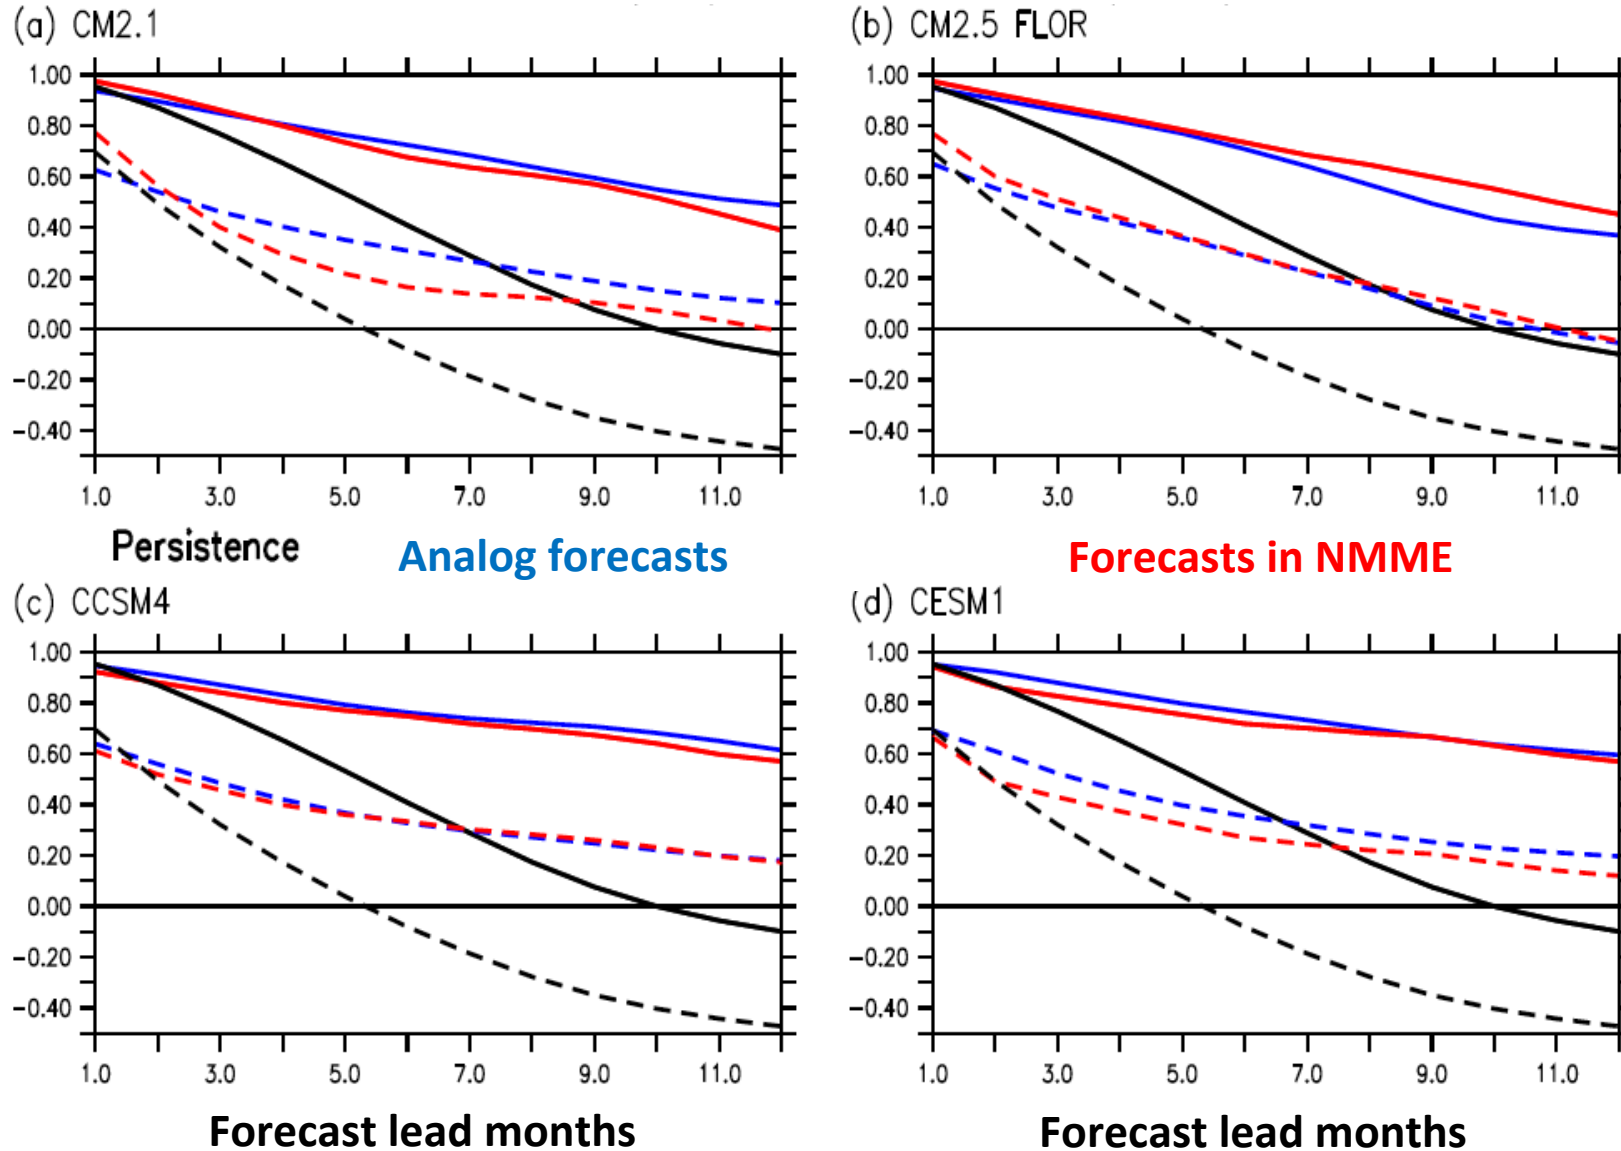 (a) CM2.1
(b) CM2.5 FLOR
1.00
0.80
0.60
0.40
0.20
0.00
-0.20
-0.40
1.0 3.0 5.0 7.0 9.0 11.0
1.00
0.80
0.60
0.40
0.20
0.00
-0.20
-0.40
1.0 3.0 5.0 7.0 9.0 11.0
Persistence
Analog forecasts
Forecasts in NMME
(c) CCSM4
(d) CESM1
1.00
0.80
0.60
0.40
0.20
0.00
-0.20
-0.40
1.0 3.0 5.0 7.0 9.0 11.0
1.00
0.80
0.60
0.40
0.20
0.00
-0.20
-0.40
1.0 3.0 5.0 7.0 9.0 11.0
Forecast lead months
Forecast lead months